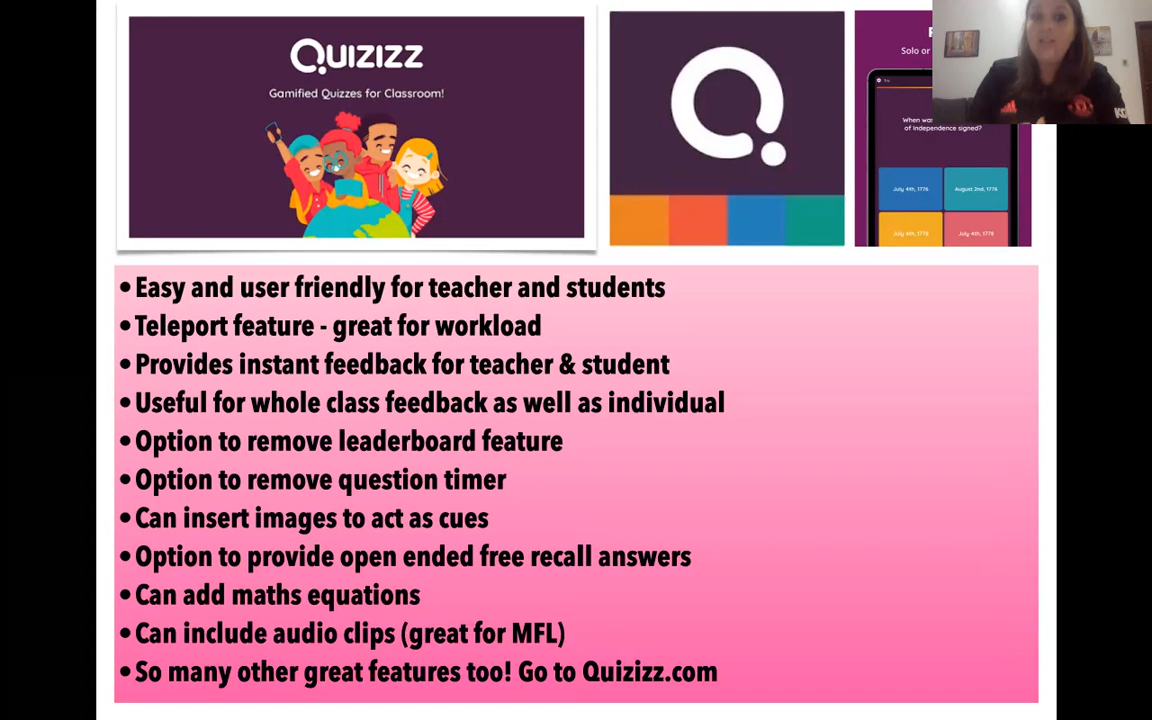 Quizizz
Gamified Quizzes for Classroom!
Solo or
When was
of Independence signed?
July 4th, 1776
August 2nd, 1776
July 4th, 1778
July 4th, 1778
• Easy and user friendly for teacher and students
• Teleport feature - great for workload
• Provides instant feedback for teacher & student
• Useful for whole class feedback as well as individual
• Option to remove leaderboard feature
• Option to remove question timer
• Can insert images to act as cues
• Option to provide open ended free recall answers
• Can add maths equations
• Can include audio clips (great for MFL)
• So many other great features too! Go to Quizizz.com